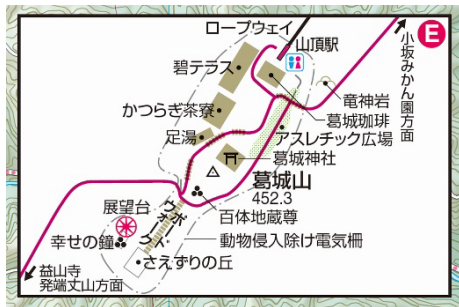 ロープウェイ
山頂駅
E
小坂みかん園方面
碧テラス
竜神岩
かつらぎ茶寮
葛城珈琲
足湯
アスレチック広場
葛城神社
葛城山
452.3
展望台
ボードウォーク
百体地蔵尊
幸せの鐘
動物侵入除け電気柵
さえずりの丘
益山寺
発端丈山方面